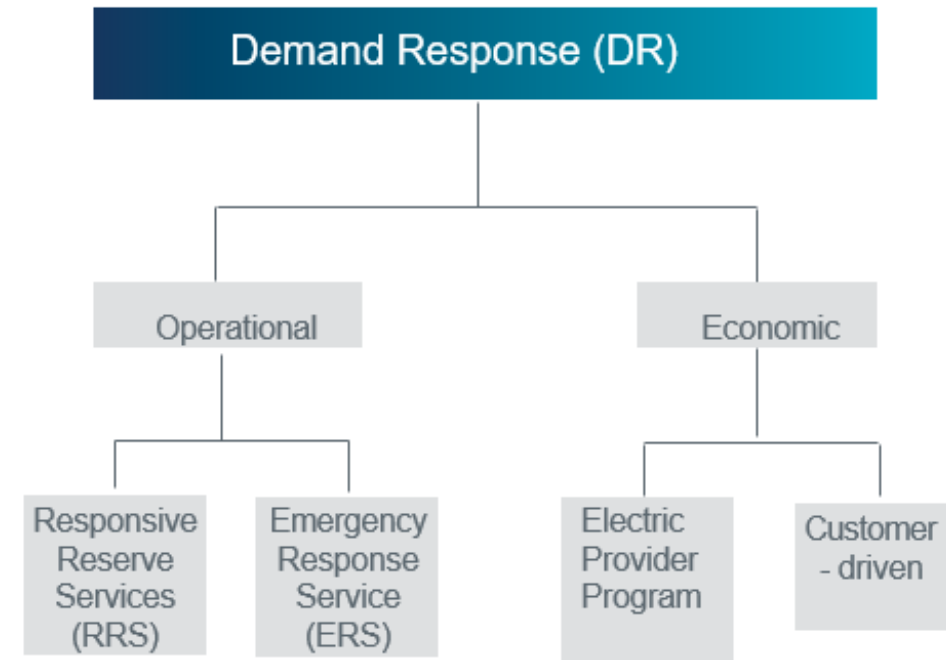 Demand Response (DR)
Operational
Economic
Responsive
Reserve
Services
(RRS)
Emergency
Response
Service
(ERS)
Electric
Provider
Program
Customer
- driven